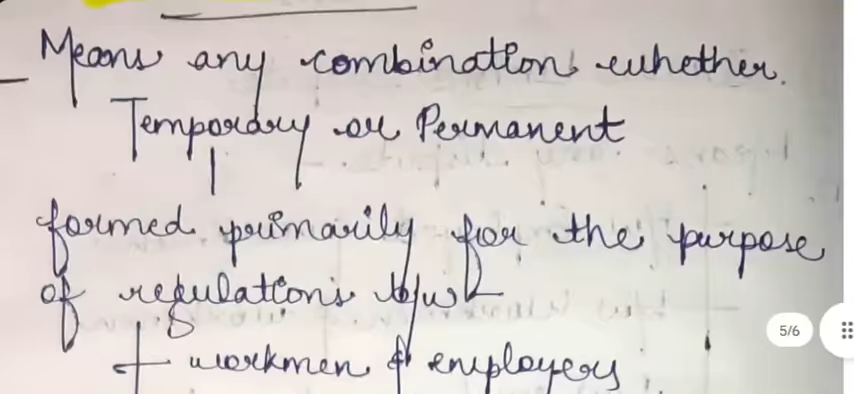 Means any combination whether
Temporary or Permanent
formed primarily for the purpose
of regulations b/w
workmen & employers
5/6